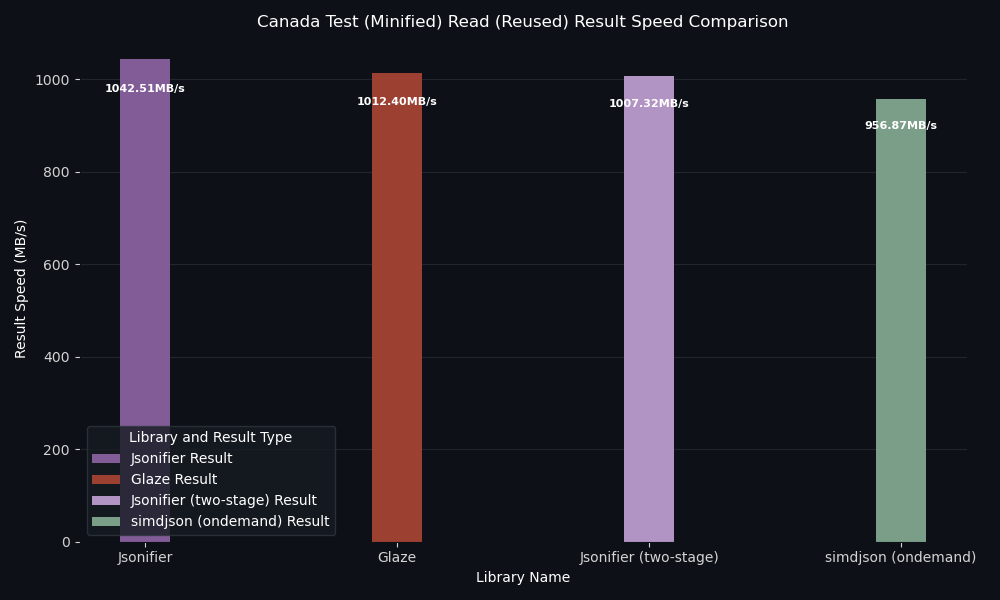 Canada Test (Minified) Read (Reused) Result Speed Comparison
Result Speed (MB/s)
1000
800
600
400
200
0
1042.51MB/s
1012.40MB/s
1007.32MB/s
956.87MB/s
Library and Result Type
Jsonifier Result
Glaze Result
Jsonifier (two-stage) Result
simdjson (ondemand) Result
Jsonifier
Glaze
Jsonifier (two-stage)
simdjson (ondemand)
Library Name